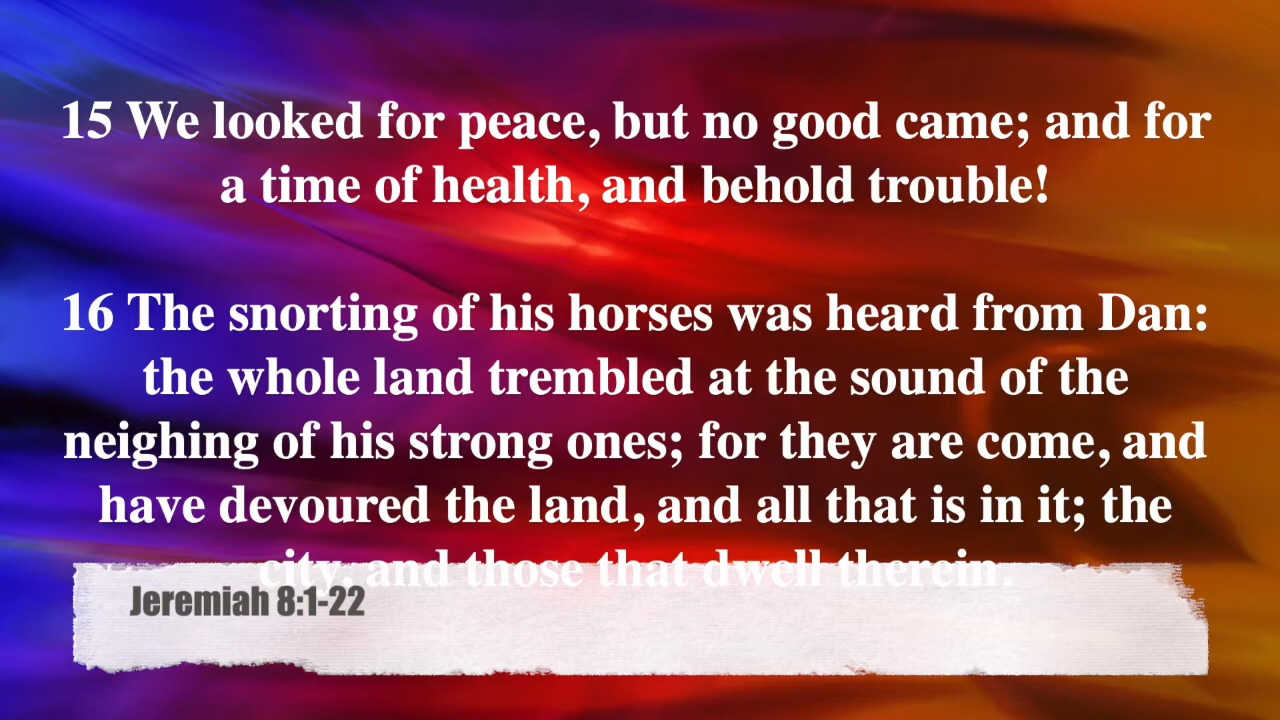 15 We looked for peace, but no good came; and for
a time of health, and behold trouble!
16 The snorting of his horses was heard from Dan:
the whole land trembled at the sound of the
neighing of his strong ones; for they are come, and
have devoured the land, and all that is in it; the
city, and those that dwell therein.
Jeremiah 8:1-22